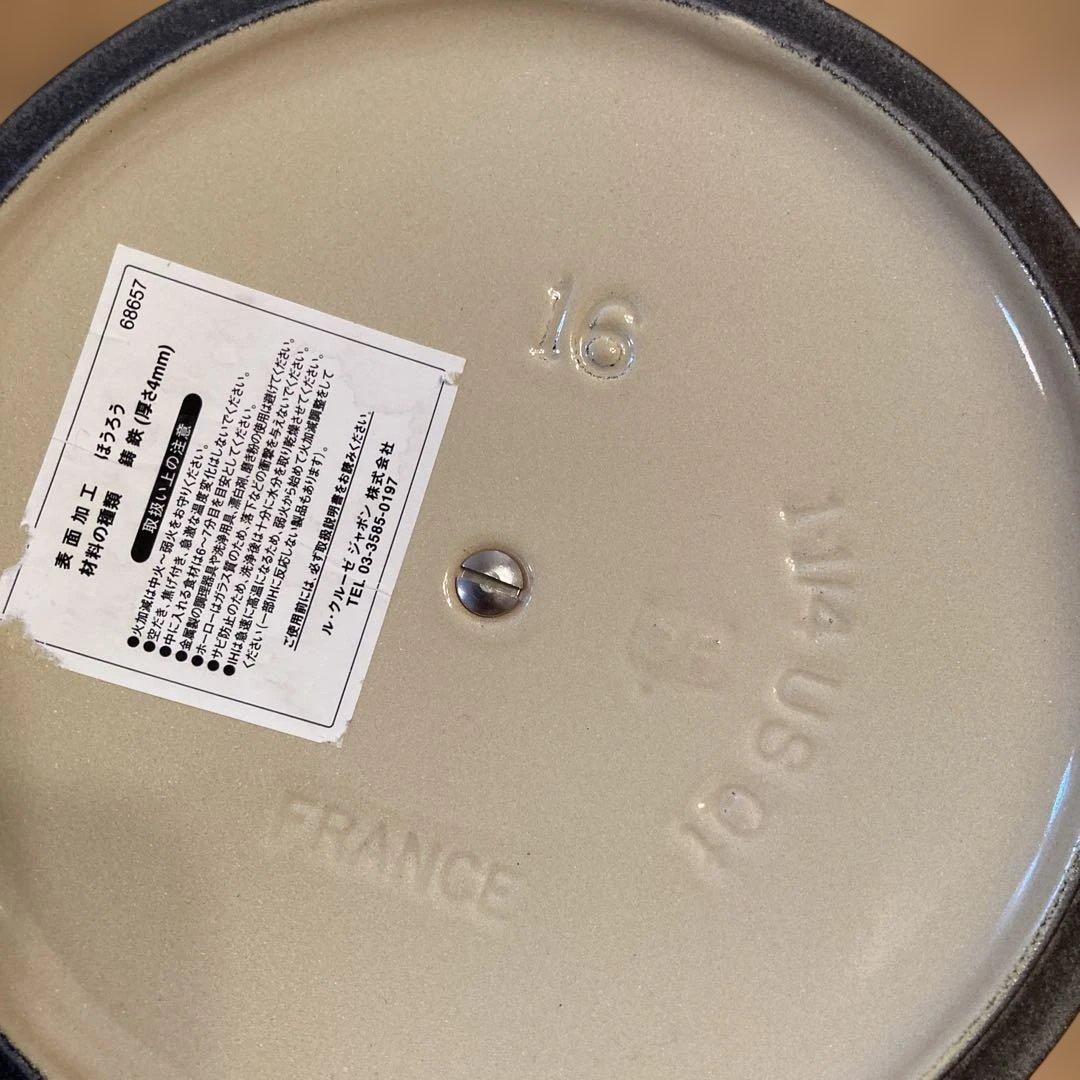 68657
表面加工 ほうろう
材料の種類 鋳鉄(厚さ4mm)
取扱い上の注意
●火加減は中火～弱火をお守りください。
●空だき、焦げ付き、急激な温度変化はしないでください。
●中に入れる食材は6～7分目を目安としてください。
●金属製の調理器具や洗浄用具、漂白剤、磨き粉の使用は避けてください。
●ホーローはガラス質のため、落下などの衝撃を与えないでください。
●サビ防止のため、洗浄後は十分に水分を取り乾燥させてください。
●IHは急速に高温になるため、弱火から始めて火加減調整をして
ください(一部IHに反応しない製品もあります)。
ご使用前には、必ず取扱説明書をお読みください。
ル・クルーゼ ジャポン 株式会社
TEL 03-3585-0197
16
FRANCE